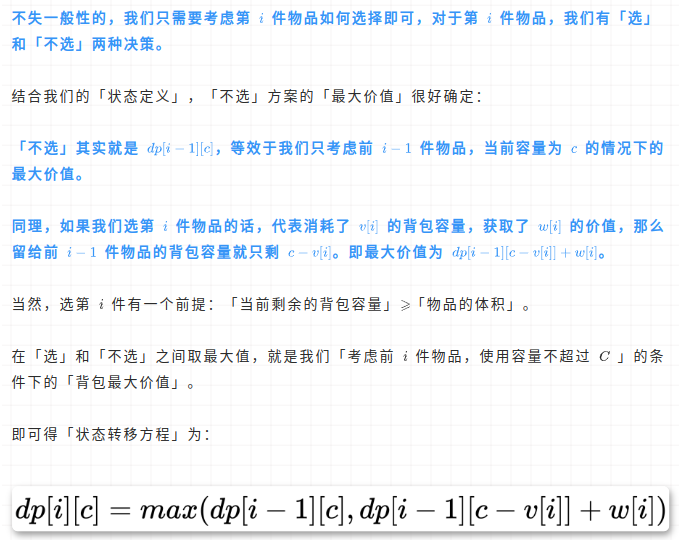 不失一般性的，我们只需要考虑第 i 件物品如何选择即可，对于第 i 件物品，我们有「选」
和「不选」两种决策。
结合我们的「状态定义」，「不选」方案的「最大价值」很好确定：
「不选」其实就是 dp[i − 1][c]，等效于我们只考虑前 i − 1 件物品，当前容量为 c 的情况下的
最大价值。
同理，如果我们选第 i 件物品的话，代表消耗了 v[i] 的背包容量，获取了 w[i] 的价值，那么
留给前 i − 1 件物品的背包容量就只剩 c − v[i]。即最大价值为 dp[i − 1][c − v[i]] + w[i]。
当然，选第 i 件有一个前提：「当前剩余的背包容量」⩾「物品的体积」。
在「选」和「不选」之间取最大值，就是我们「考虑前 i 件物品，使用容量不超过 C 」的条
件下的「背包最大价值」。
即可得「状态转移方程」为：
dp[i][c] = max(dp[i − 1][c], dp[i − 1][c − v[i]] + w[i])